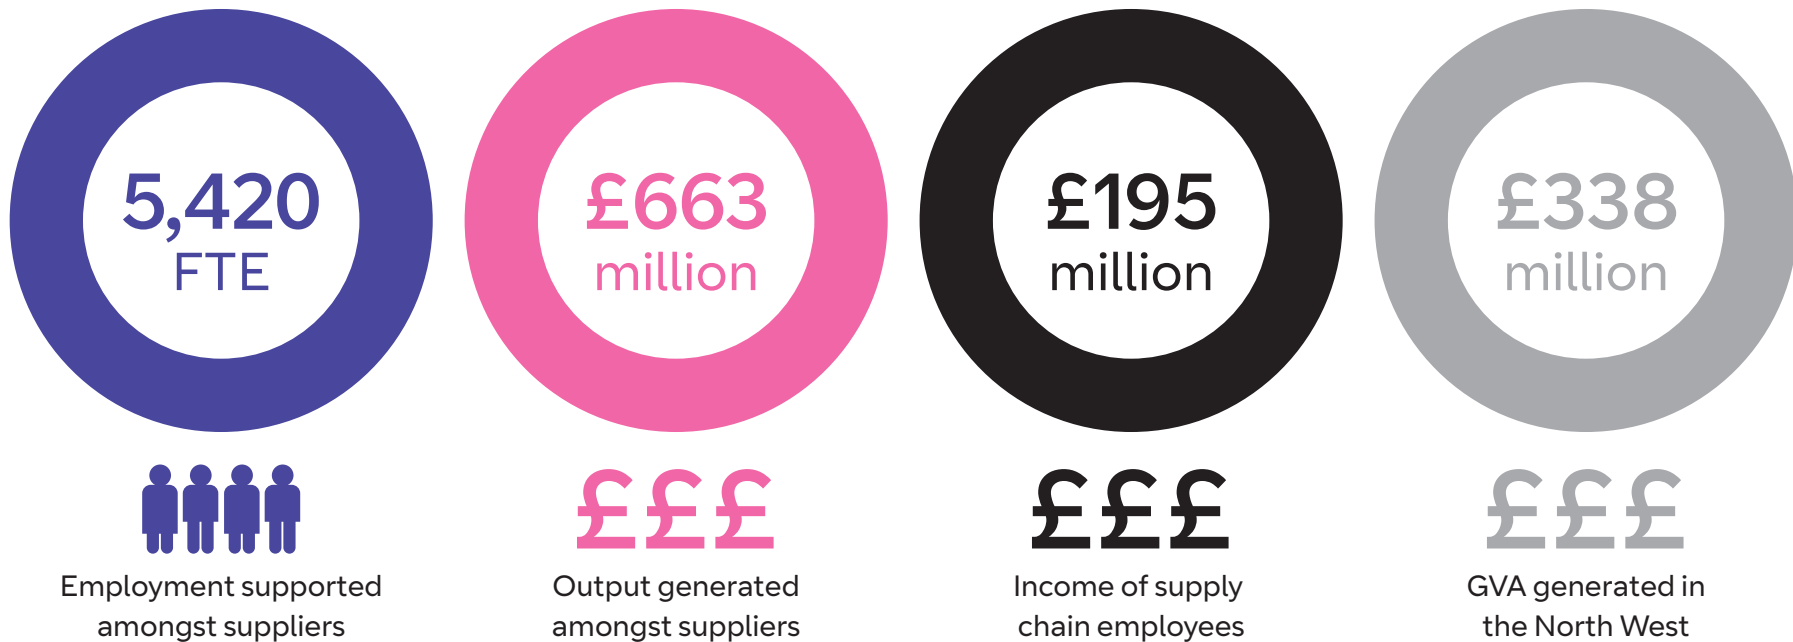 5,420
FTE
£663
million
£195
million
£338
million
£££
£££
£££
Employment supported
amongst suppliers
Output generated
amongst suppliers
Income of supply
chain employees
GVA generated in
the North West